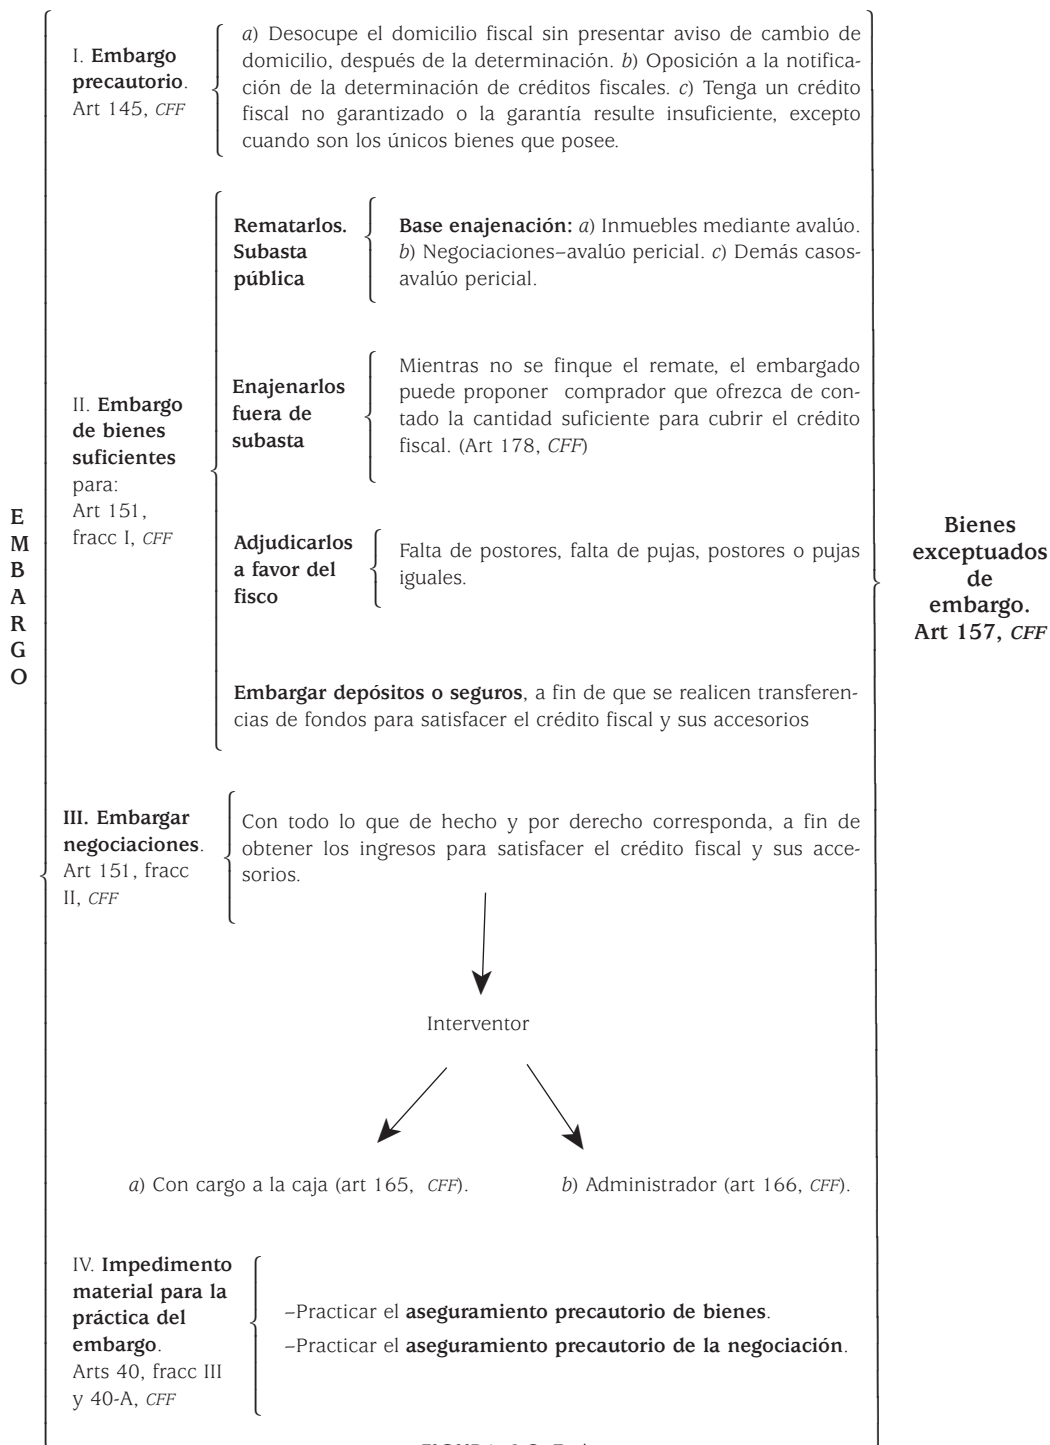 EMBARGO
I. Embargo
precautorio.
Art 145, CFF
a) Desocupe el domicilio fiscal sin presentar aviso de cambio de
domicilio, después de la determinación. b) Oposición a la notifica-
ción de la determinación de créditos fiscales. c) Tenga un crédito
fiscal no garantizado o la garantía resulte insuficiente, excepto
cuando son los únicos bienes que posee.
II. Embargo
de bienes
suficientes
para:
Art 151,
fracc I, CFF
Rematarlos.
Subasta
pública
Base enajenación: a) Inmuebles mediante avalúo.
b) Negociaciones–avalúo pericial. c) Demás casos-
avalúo pericial.
Enajenarlos
fuera de
subasta
Mientras no se finque el remate, el embargado
puede proponer comprador que ofrezca de con-
tado la cantidad suficiente para cubrir el crédito
fiscal. (Art 178, CFF)
Adjudicarlos
a favor del
fisco
Falta de postores, falta de pujas, postores o pujas
iguales.
Embargar depósitos o seguros, a fin de que se realicen transferen-
cias de fondos para satisfacer el crédito fiscal y sus accesorios
III. Embargar
negociaciones.
Art 151, fracc
II, CFF
Con todo lo que de hecho y por derecho corresponda, a fin de
obtener los ingresos para satisfacer el crédito fiscal y sus acce-
sorios.
Interventor
a) Con cargo a la caja (art 165, CFF).
b) Administrador (art 166, CFF).
IV. Impedimento
material para la
práctica del
embargo.
Arts 40, fracc III
y 40-A, CFF
–Practicar el aseguramiento precautorio de bienes.
–Practicar el aseguramiento precautorio de la negociación.
Bienes
exceptuados
de
embargo.
Art 157, CFF